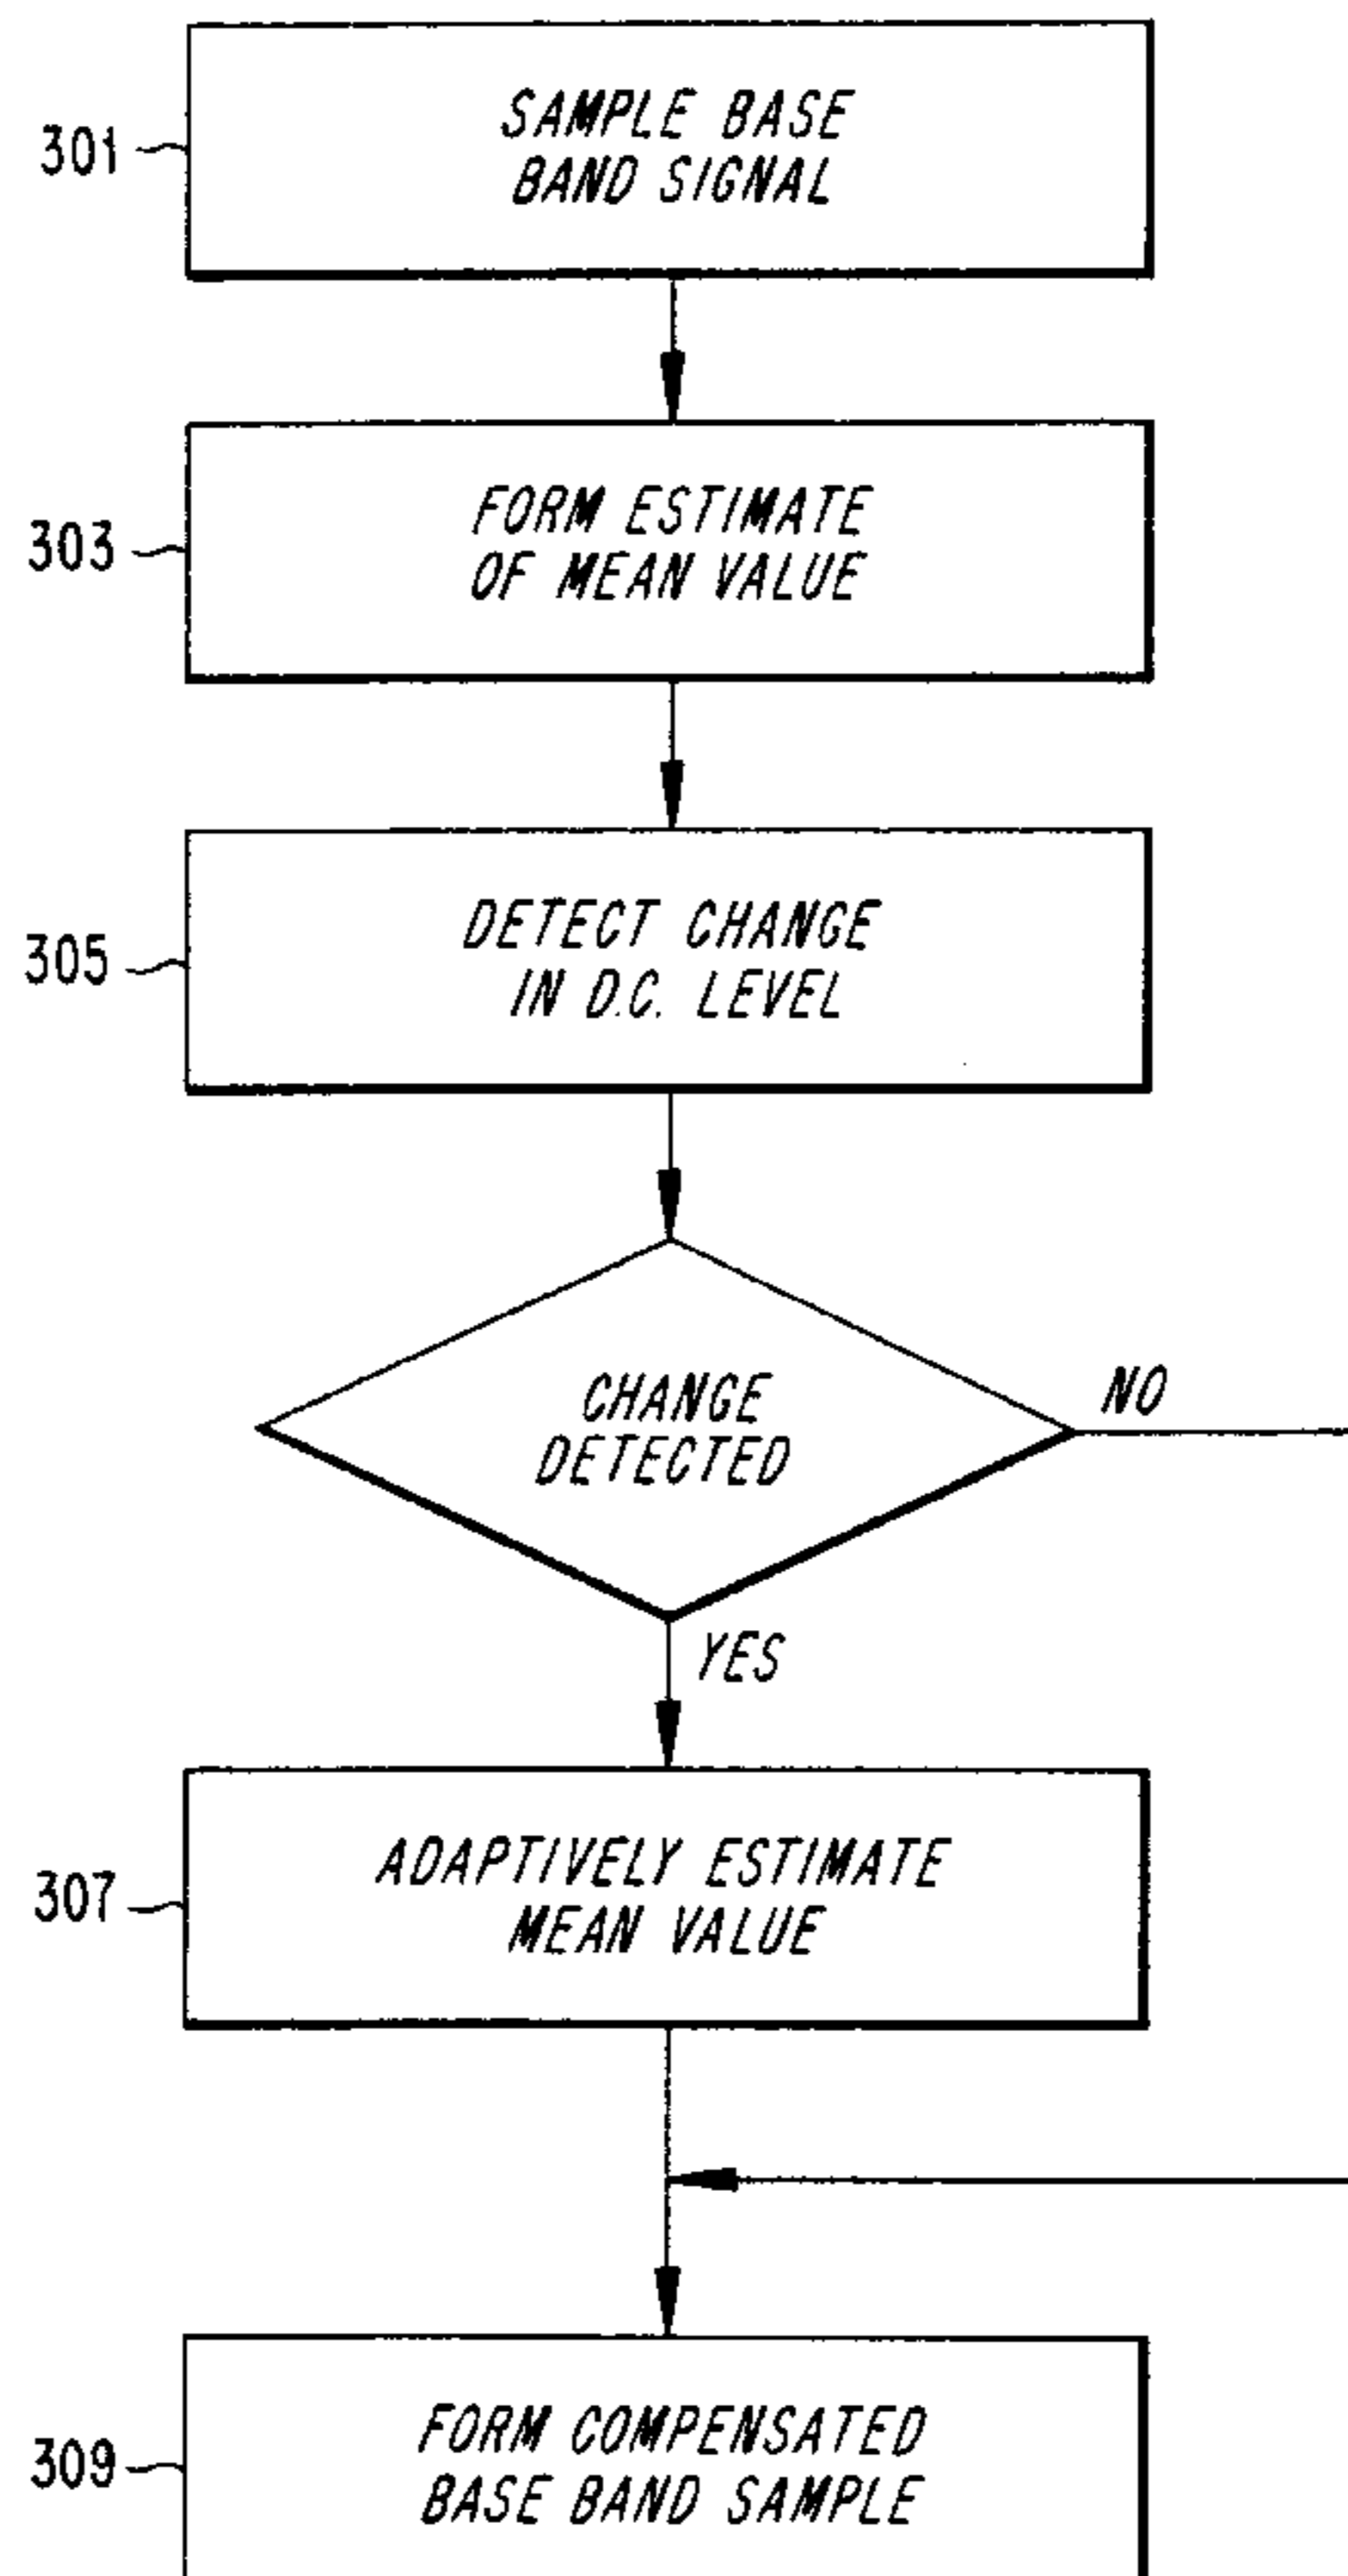 301
SAMPLE BASE
BAND SIGNAL
303
FORM ESTIMATE
OF MEAN VALUE
305
DETECT CHANGE
IN D.C. LEVEL
CHANGE
DETECTED
NO
YES
307
ADAPTIVELY ESTIMATE
MEAN VALUE
309
FORM COMPENSATED
BASE BAND SAMPLE